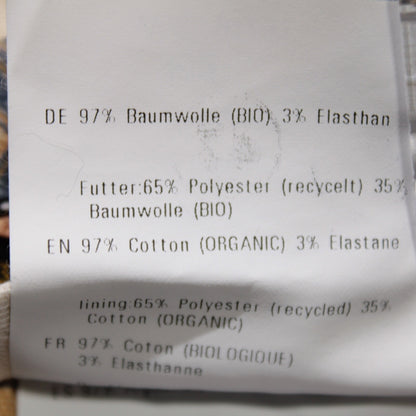 DE 97% Baumwolle (BIO) 3% Elasthan
Futter:65% Polyester (recycelt) 35%
Baumwolle (BIO)
EN 97% Cotton (ORGANIC) 3% Elastane
lining:65% Polyester (recycled) 35%
Cotton (ORGANIC)
FR 97% Coton (BIOLOGIQUE)
3% Elasthanne